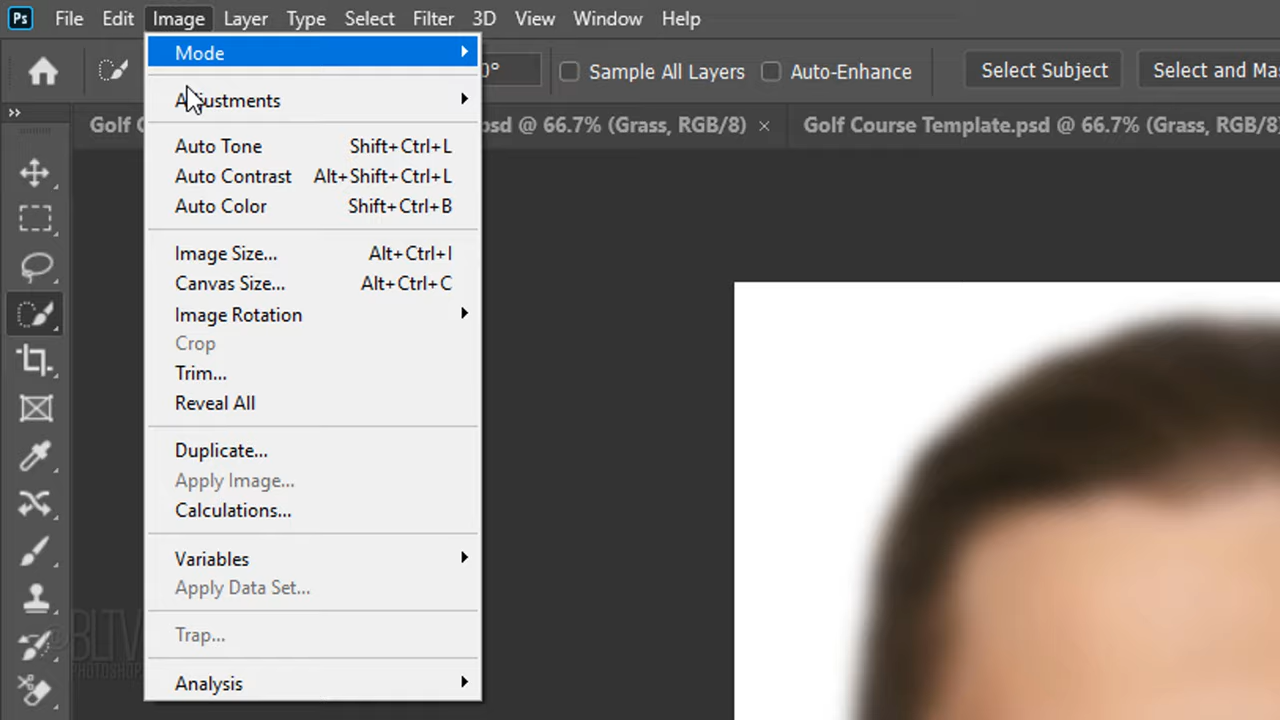 Ps File Edit Image Layer Type Select Filter 3D View Window Help
0° Sample All Layers Auto-Enhance Select Subject Select and Ma
Golf C psd @ 66.7% (Grass, RGB/8) × Golf Course Template.psd @ 66.7% (Grass, RGB/8
Mode
Adjustments
Auto Tone Shift+Ctrl+L
Auto Contrast Alt+Shift+Ctrl+L
Auto Color Shift+Ctrl+B
Image Size... Alt+Ctrl+I
Canvas Size... Alt+Ctrl+C
Image Rotation
Crop
Trim...
Reveal All
Duplicate...
Apply Image...
Calculations...
Variables
Apply Data Set...
Trap...
Analysis
BLTV
PHOTOSHOP